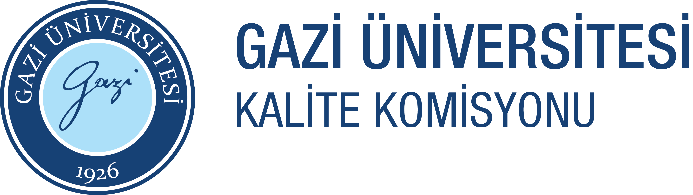 GAZİ ÜNİVERSİTESİ
gazi
1926
GAZİ ÜNİVERSİTESİ
KALİTE KOMİSYONU